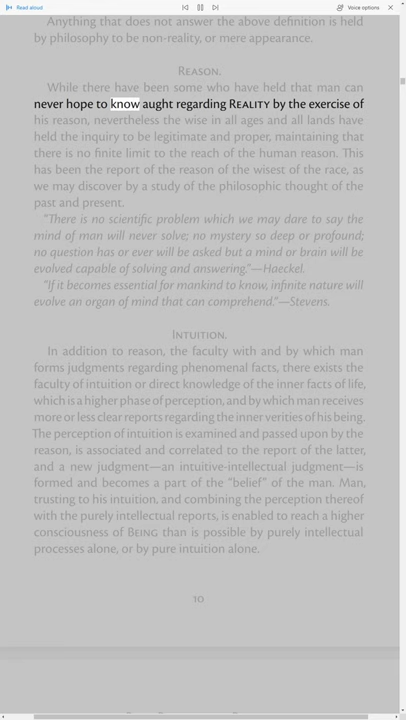 Read aloud
Voice options
Anything that does not answer the above definition is held
by philosophy to be non-reality, or mere appearance.
REASON.
While there have been some who have held that man can
never hope to know aught regarding REALITY by the exercise of
his reason, nevertheless the wise in all ages and all lands have
held the inquiry to be legitimate and proper, maintaining that
there is no finite limit to the reach of the human reason. This
has been the report of the reason of the wisest of the race, as
we may discover by a study of the philosophic thought of the
past and present.
"There is no scientific problem which we may dare to say the
mind of man will never solve; no mystery so deep or profound;
no question has or ever will be asked but a mind or brain will be
evolved capable of solving and answering."—Haeckel.
"If it becomes essential for mankind to know, infinite nature will
evolve an organ of mind that can comprehend."—Stevens.
INTUITION.
In addition to reason, the faculty with and by which man
forms judgments regarding phenomenal facts, there exists the
faculty of intuition or direct knowledge of the inner facts of life,
which is a higher phase of perception, and by which man receives
more or less clear reports regarding the inner verities of his being.
The perception of intuition is examined and passed upon by the
reason, is associated and correlated to the report of the latter,
and a new judgment—an intuitive-intellectual judgment—is
formed and becomes a part of the "belief" of the man. Man,
trusting to his intuition, and combining the perception thereof
with the purely intellectual reports, is enabled to reach a higher
consciousness of BEING than is possible by purely intellectual
processes alone, or by pure intuition alone.
10